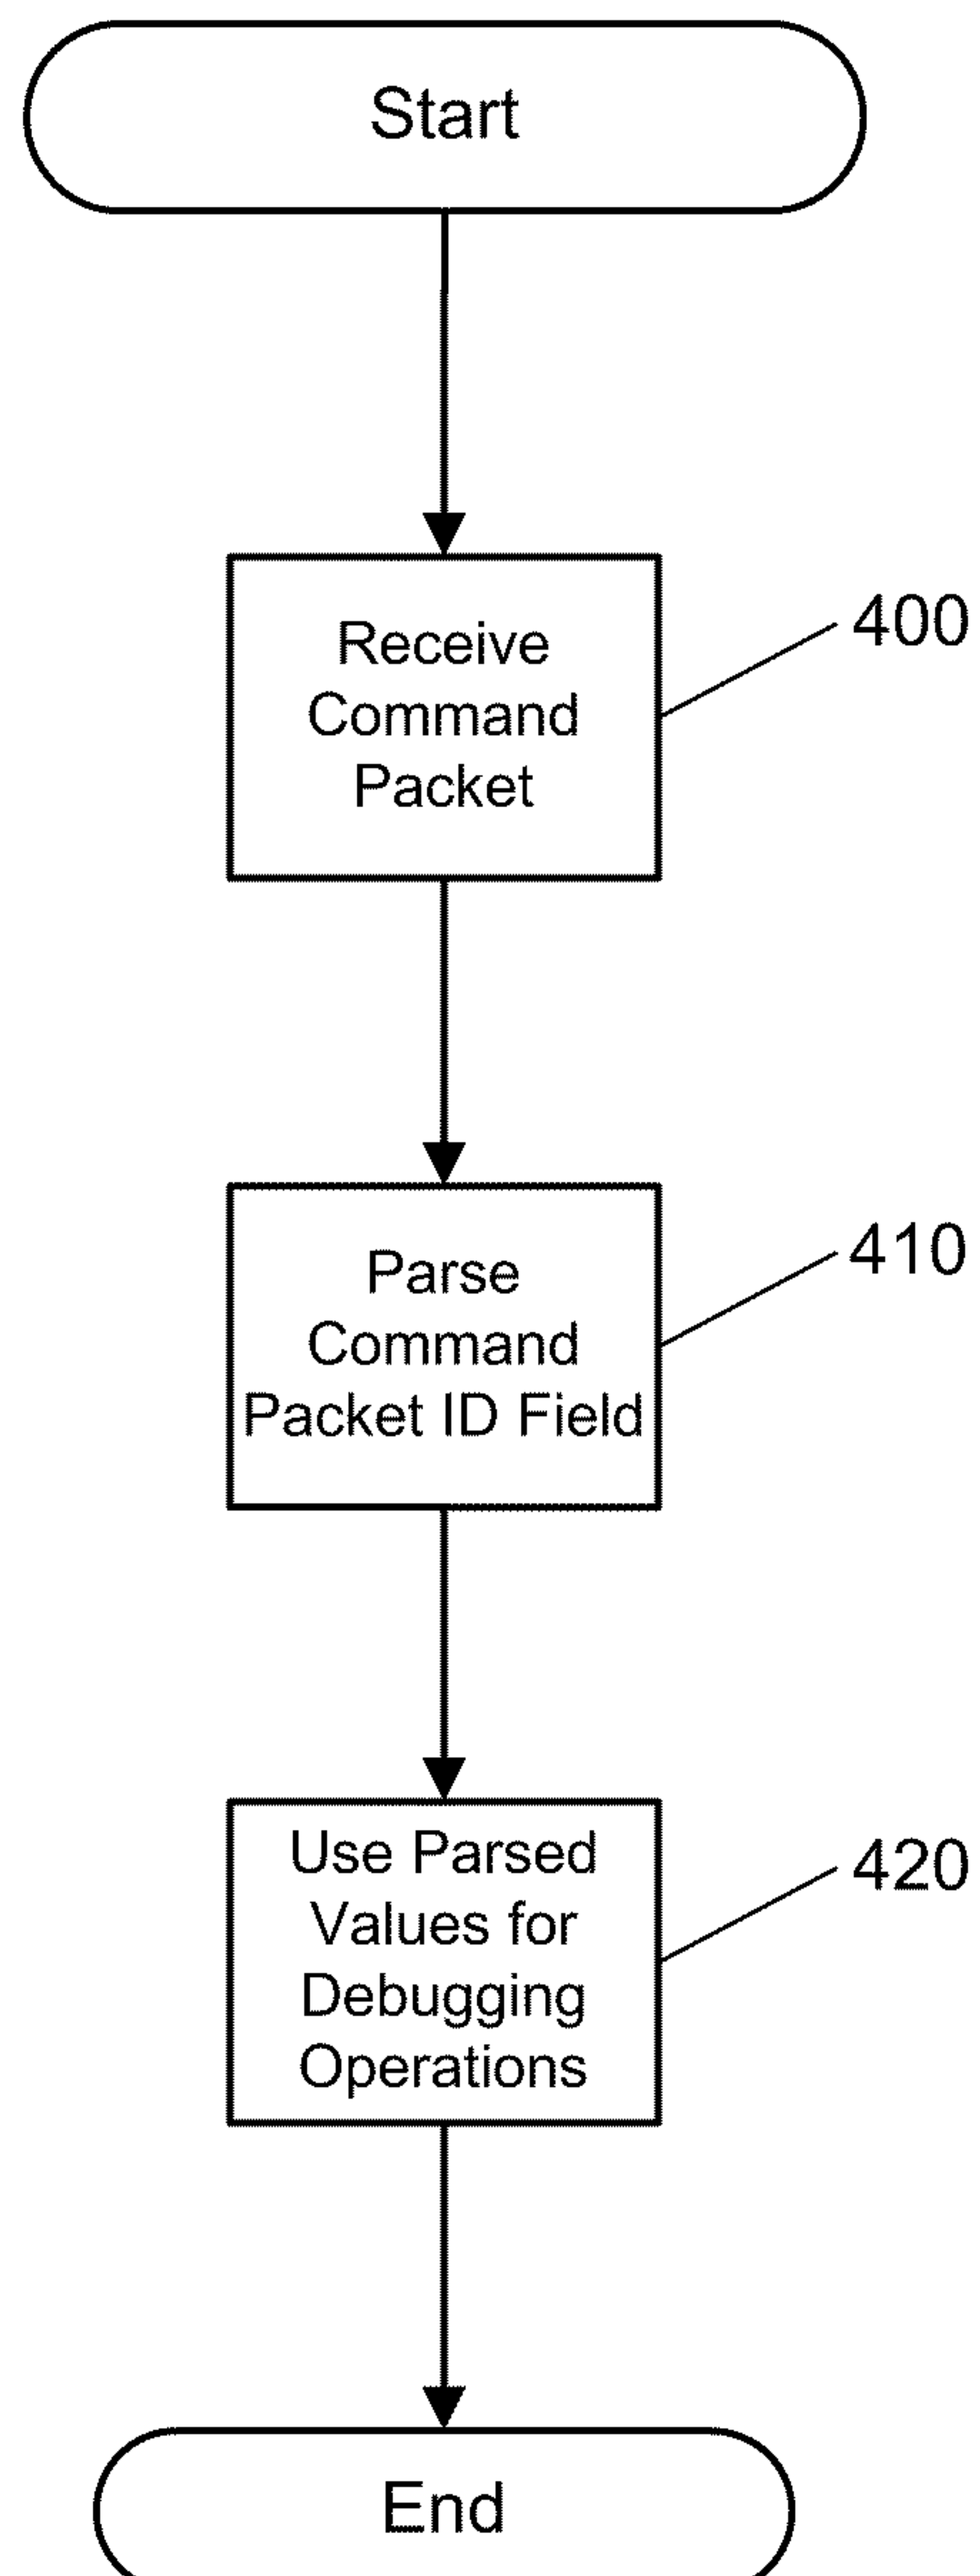 Start
Receive
Command
Packet
400
Parse
Command
Packet ID Field
410
Use Parsed
Values for
Debugging
Operations
420
End